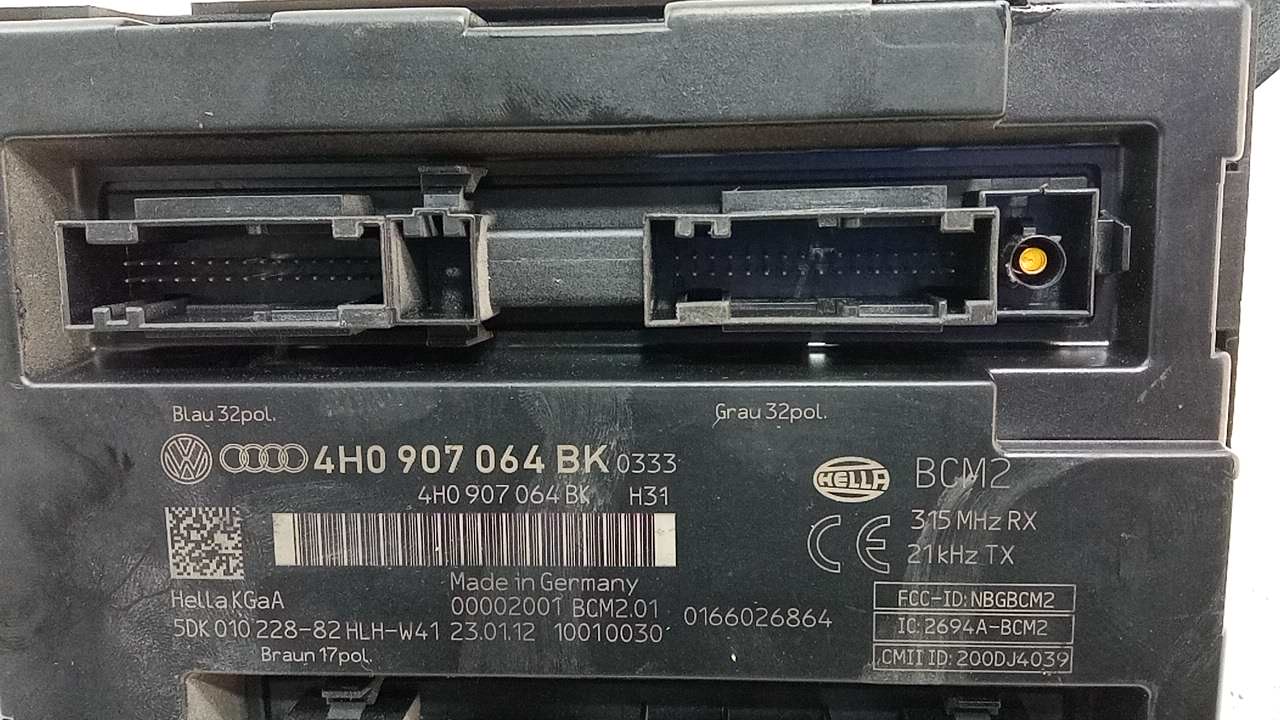 Blau 32pol.
Grau 32pol.
4H0 907 064 BK 0333
4H0 907 064 BK H31
HELLA
BCM2
315 MHz RX
21kHz TX
Made in Germany
Hella KGaA
00002001 BCM2.01
0166026864
5DK 010 228-82 HLH-W41 23.01.12 10010030
Braun 17pol.
FCC-ID: NBGBCM2
IC: 2694A-BCM2
CMII ID: 200DJ4039